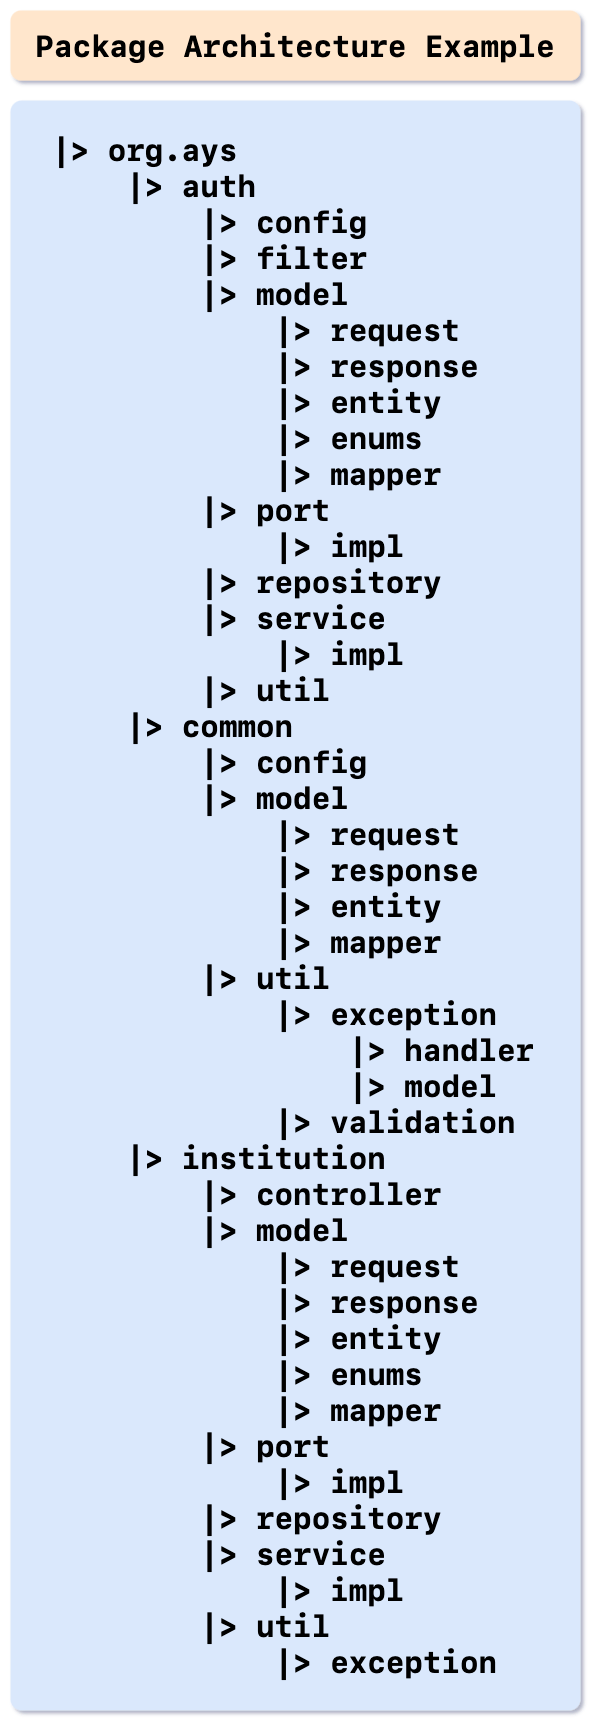 Package Architecture Example
|> org.ays
|> auth
|> config
|> filter
|> model
|> request
|> response
|> entity
|> enums
|> mapper
|> port
|> impl
|> repository
|> service
|> impl
|> util
|> common
|> config
|> model
|> request
|> response
|> entity
|> mapper
|> util
|> exception
|> handler
|> model
|> validation
|> institution
|> controller
|> model
|> request
|> response
|> entity
|> enums
|> mapper
|> port
|> impl
|> repository
|> service
|> impl
|> util
|> exception